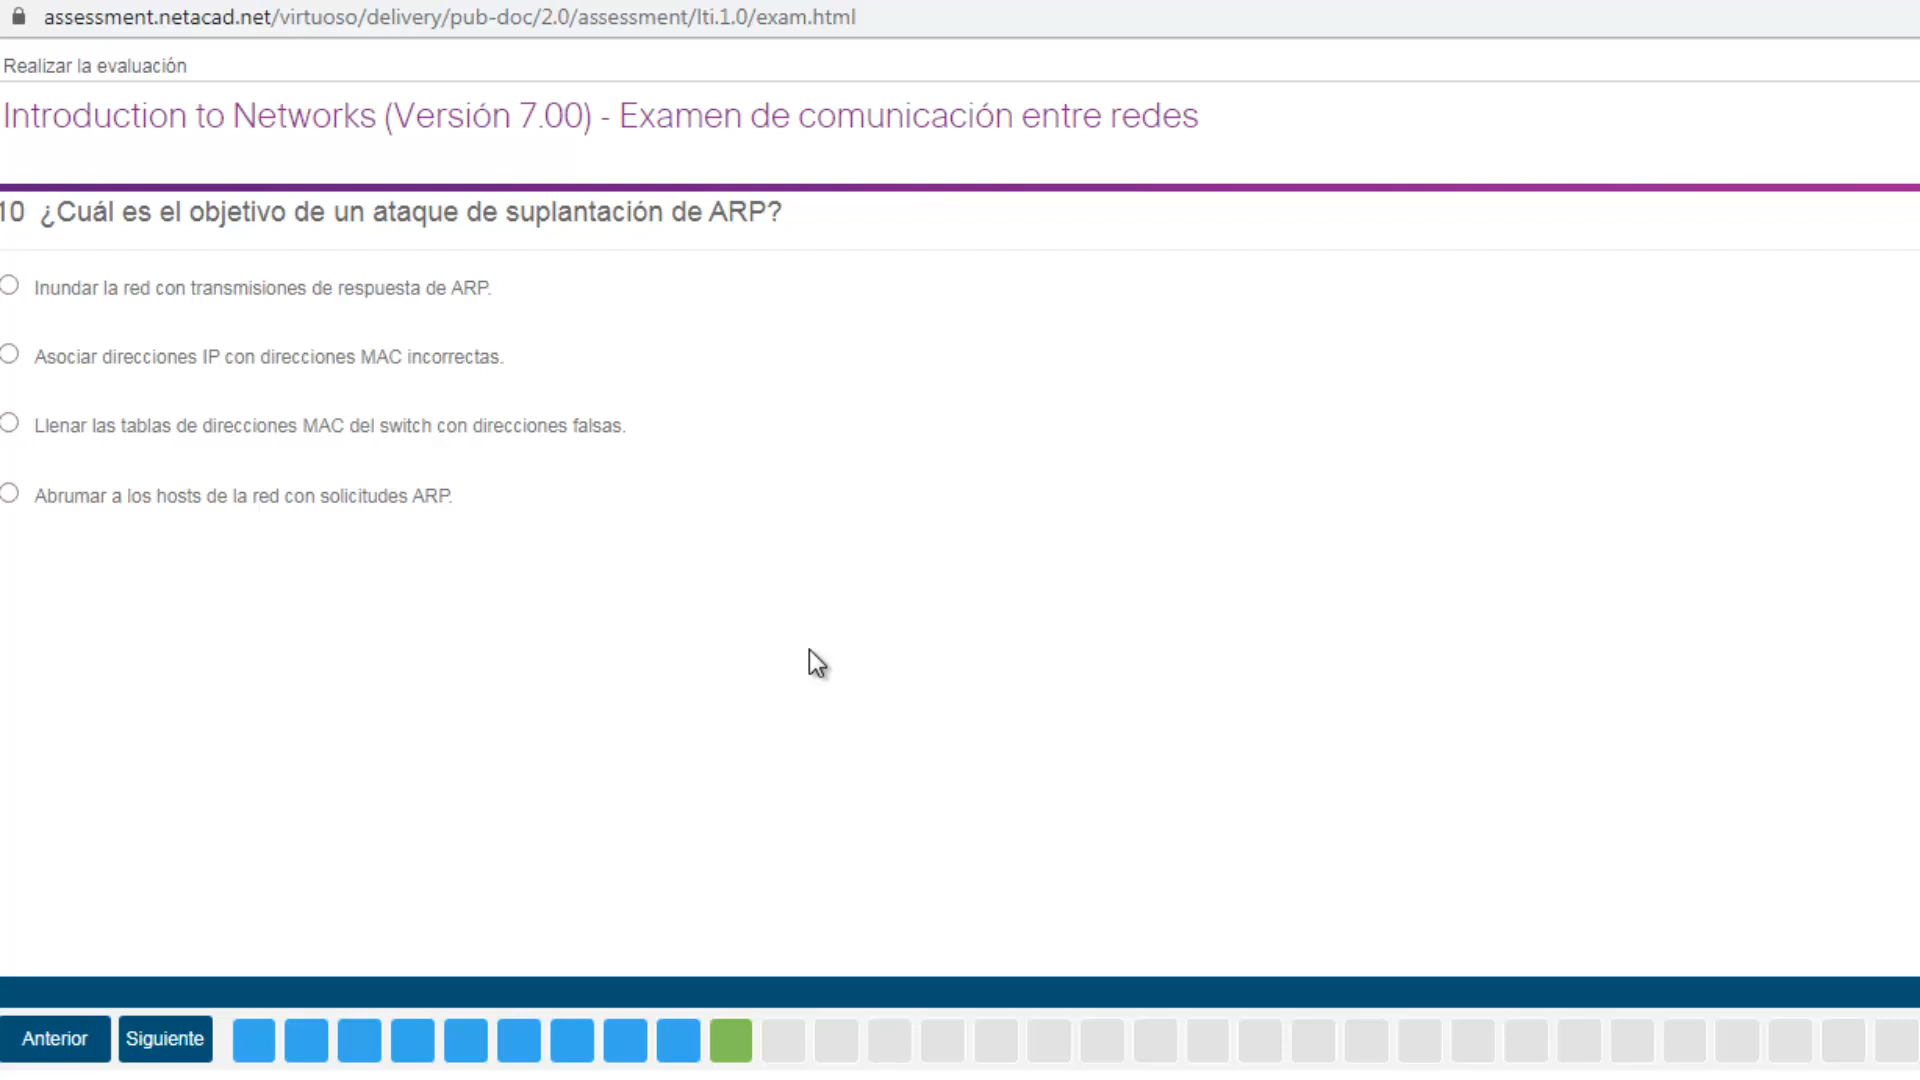 assessment.netacad.net/virtuoso/delivery/pub-doc/2.0/assessment/lti.1.0/exam.html
Realizar la evaluación
Introduction to Networks (Versión 7.00) - Examen de comunicación entre redes
10 ¿Cuál es el objetivo de un ataque de suplantación de ARP?
Inundar la red con transmisiones de respuesta de ARP.
Asociar direcciones IP con direcciones MAC incorrectas.
Llenar las tablas de direcciones MAC del switch con direcciones falsas.
Abrumar a los hosts de la red con solicitudes ARP.
Anterior Siguiente